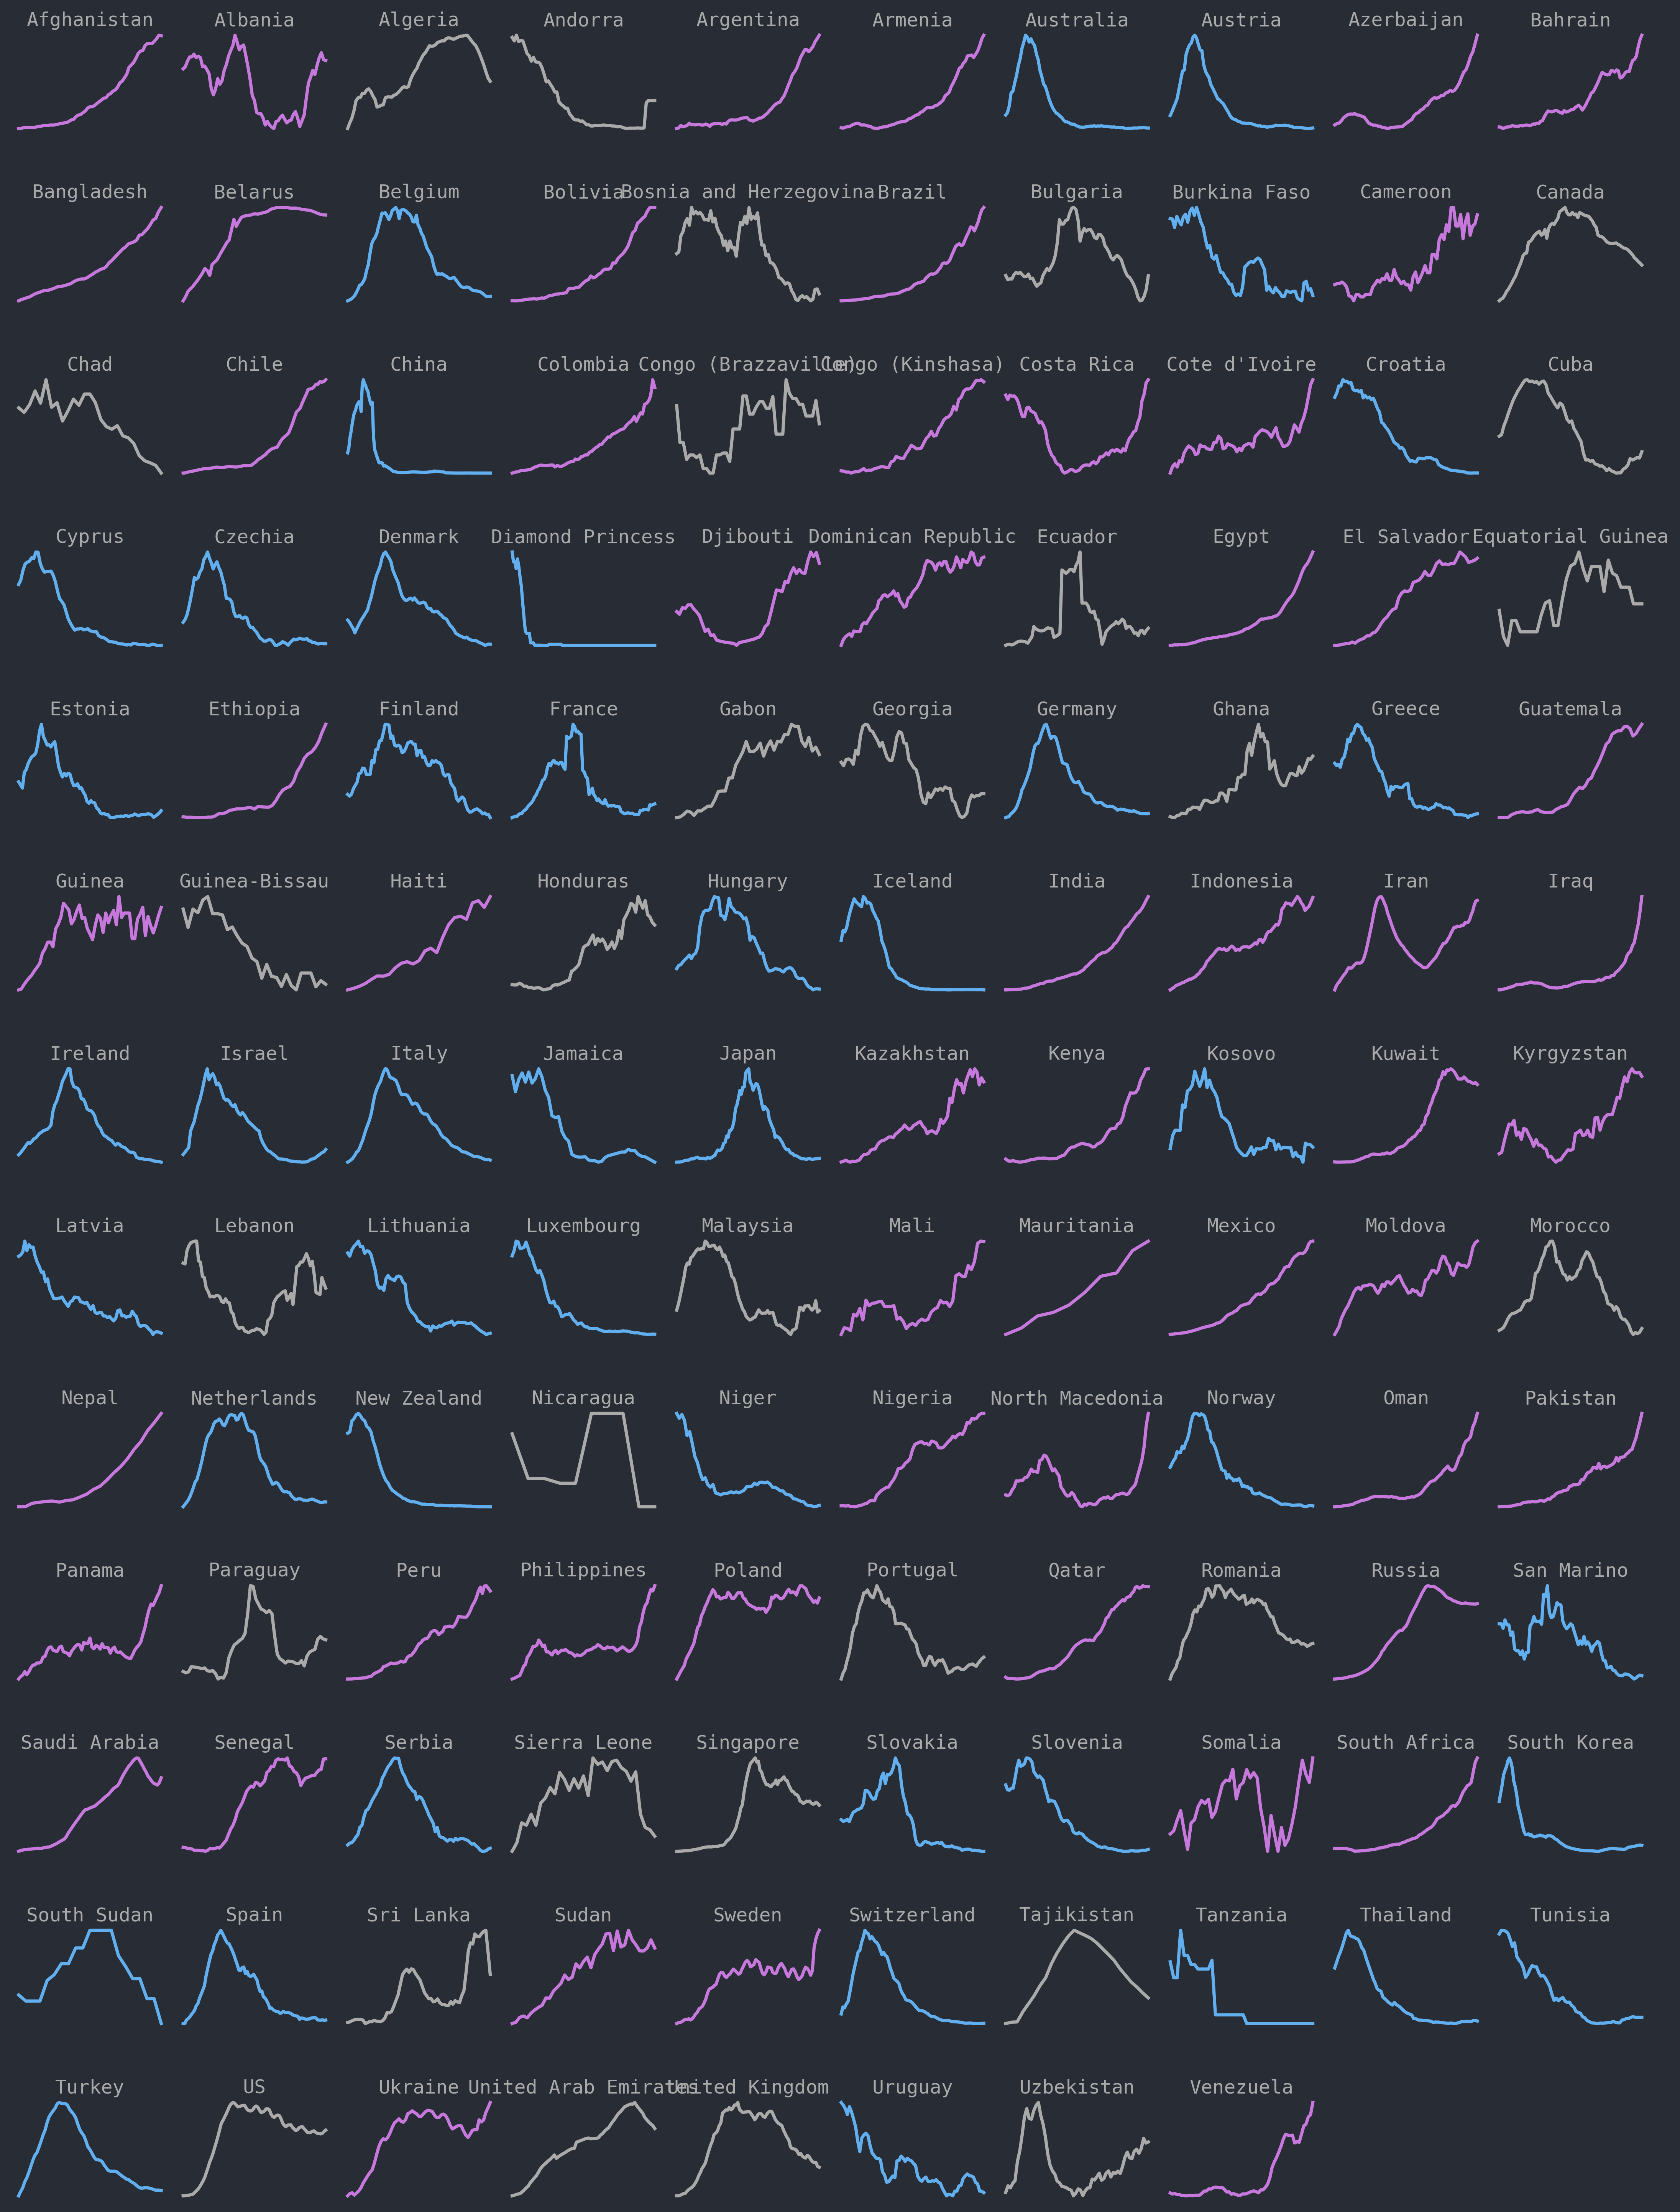 Afghanistan Albania Algeria Andorra Argentina Armenia Australia Austria Azerbaijan Bahrain
Bangladesh Belarus Belgium Bolivia Bosnia and Herzegovina Brazil Bulgaria Burkina Faso Cameroon Canada
Chad Chile China Colombia Congo (Brazzaville) Congo (Kinshasa) Costa Rica Cote d'Ivoire Croatia Cuba
Cyprus Czechia Denmark Diamond Princess Djibouti Dominican Republic Ecuador Egypt El Salvador Equatorial Guinea
Estonia Ethiopia Finland France Gabon Georgia Germany Ghana Greece Guatemala
Guinea Guinea-Bissau Haiti Honduras Hungary Iceland India Indonesia Iran Iraq
Ireland Israel Italy Jamaica Japan Kazakhstan Kenya Kosovo Kuwait Kyrgyzstan
Latvia Lebanon Lithuania Luxembourg Malaysia Mali Mauritania Mexico Moldova Morocco
Nepal Netherlands New Zealand Nicaragua Niger Nigeria North Macedonia Norway Oman Pakistan
Panama Paraguay Peru Philippines Poland Portugal Qatar Romania Russia San Marino
Saudi Arabia Senegal Serbia Sierra Leone Singapore Slovakia Slovenia Somalia South Africa South Korea
South Sudan Spain Sri Lanka Sudan Sweden Switzerland Tajikistan Tanzania Thailand Tunisia
Turkey US Ukraine United Arab Emirates United Kingdom Uruguay Uzbekistan Venezuela